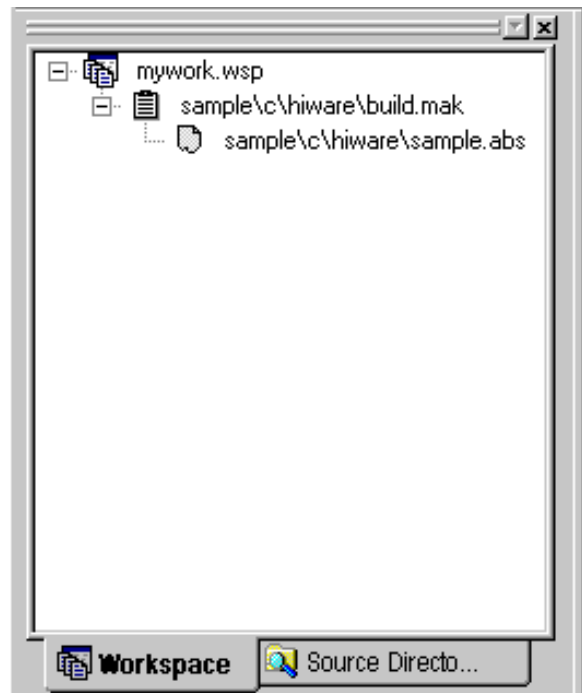 mywork.wsp
sample\c\hiware\build.mak
sample\c\hiware\sample.abs
Workspace
Source Directo...